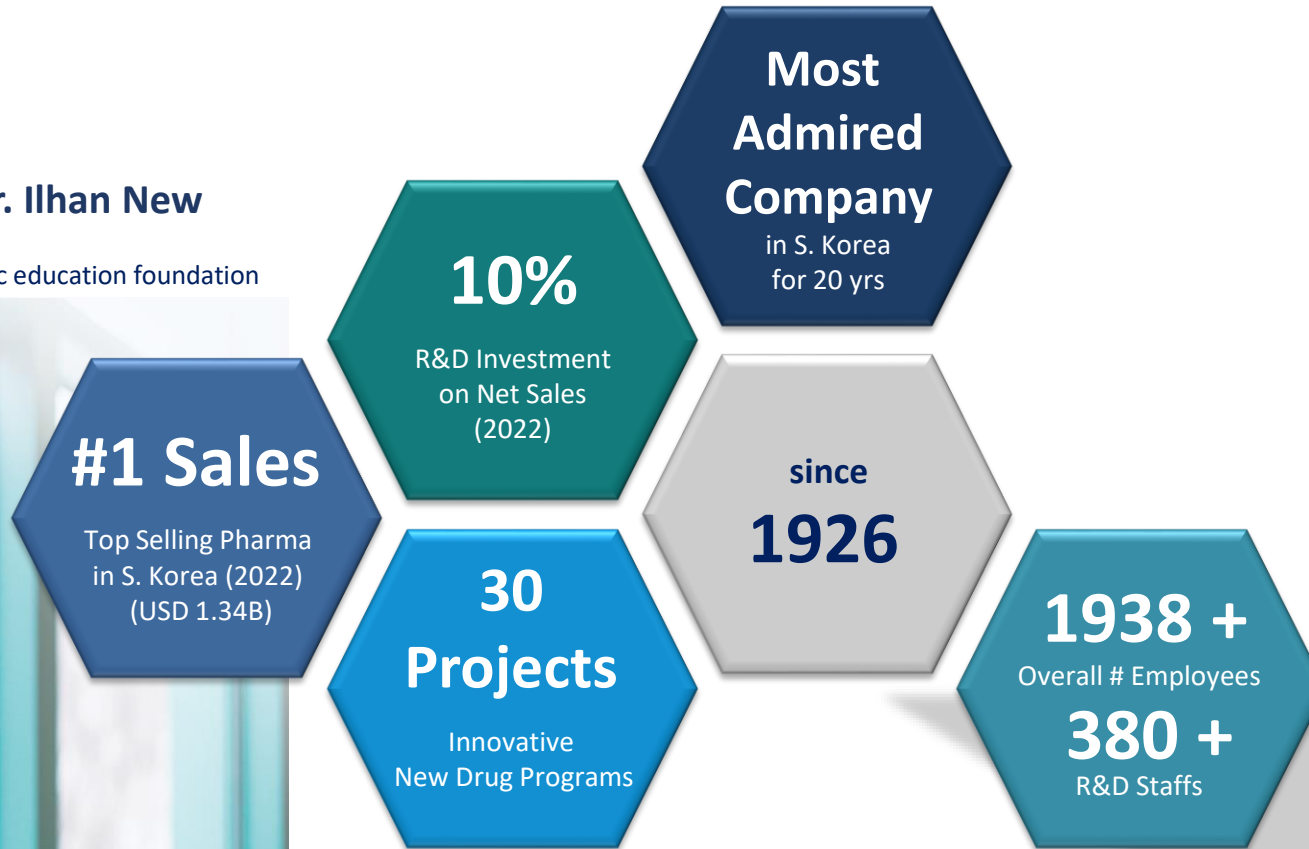 r. Ilhan New
c education foundation
Most
Admired
Company
in S. Korea
for 20 yrs
10%
R&D Investment
on Net Sales
(2022)
#1 Sales
Top Selling Pharma
in S. Korea (2022)
(USD 1.34B)
since
1926
30
Projects
Innovative
New Drug Programs
1938 +
Overall # Employees
380 +
R&D Staffs